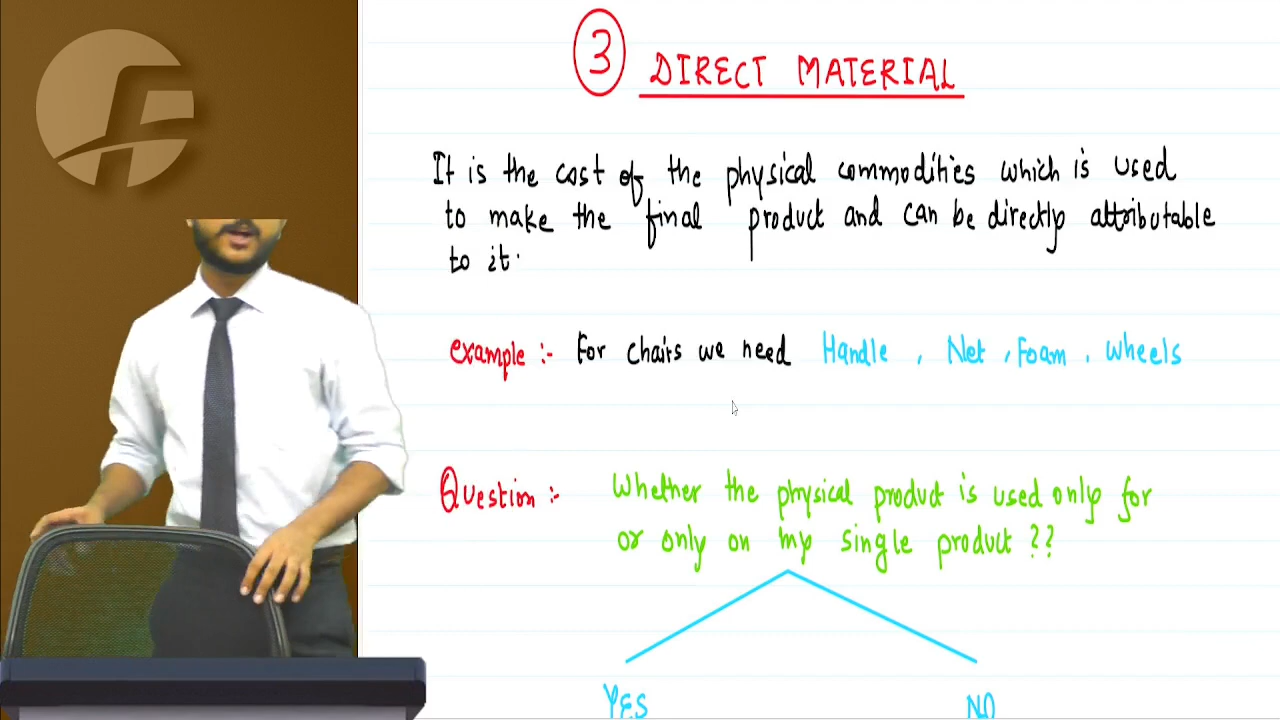 3 DIRECT MATERIAL
It is the cost of the physical commodities which is used
to make the final product and can be directly attributable
to it.
example :- For chairs we need Handle , Net , Foam , wheels
Question :- Whether the physical product is used only for
or only on my single product ??
YES NO